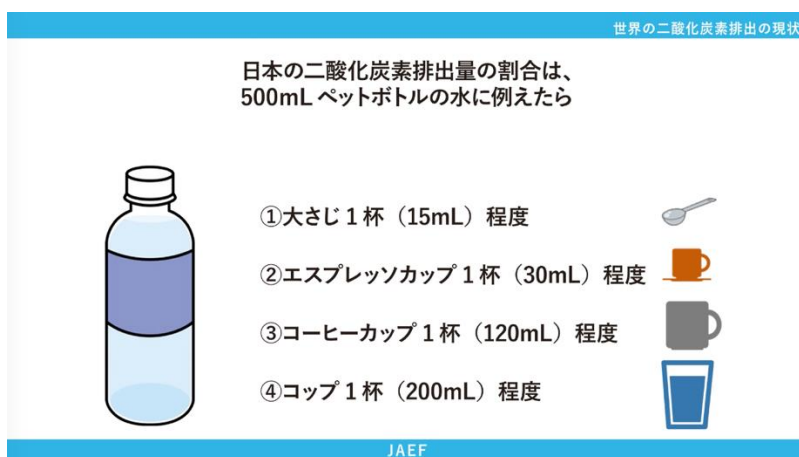 世界の二酸化炭素排出の現状
日本の二酸化炭素排出量の割合は、
500mL ペットボトルの水に例えたら
①大さじ 1 杯（15mL）程度
②エスプレッソカップ 1 杯（30mL）程度
③コーヒーカップ 1 杯（120mL）程度
④コップ 1 杯（200mL）程度
JAEF